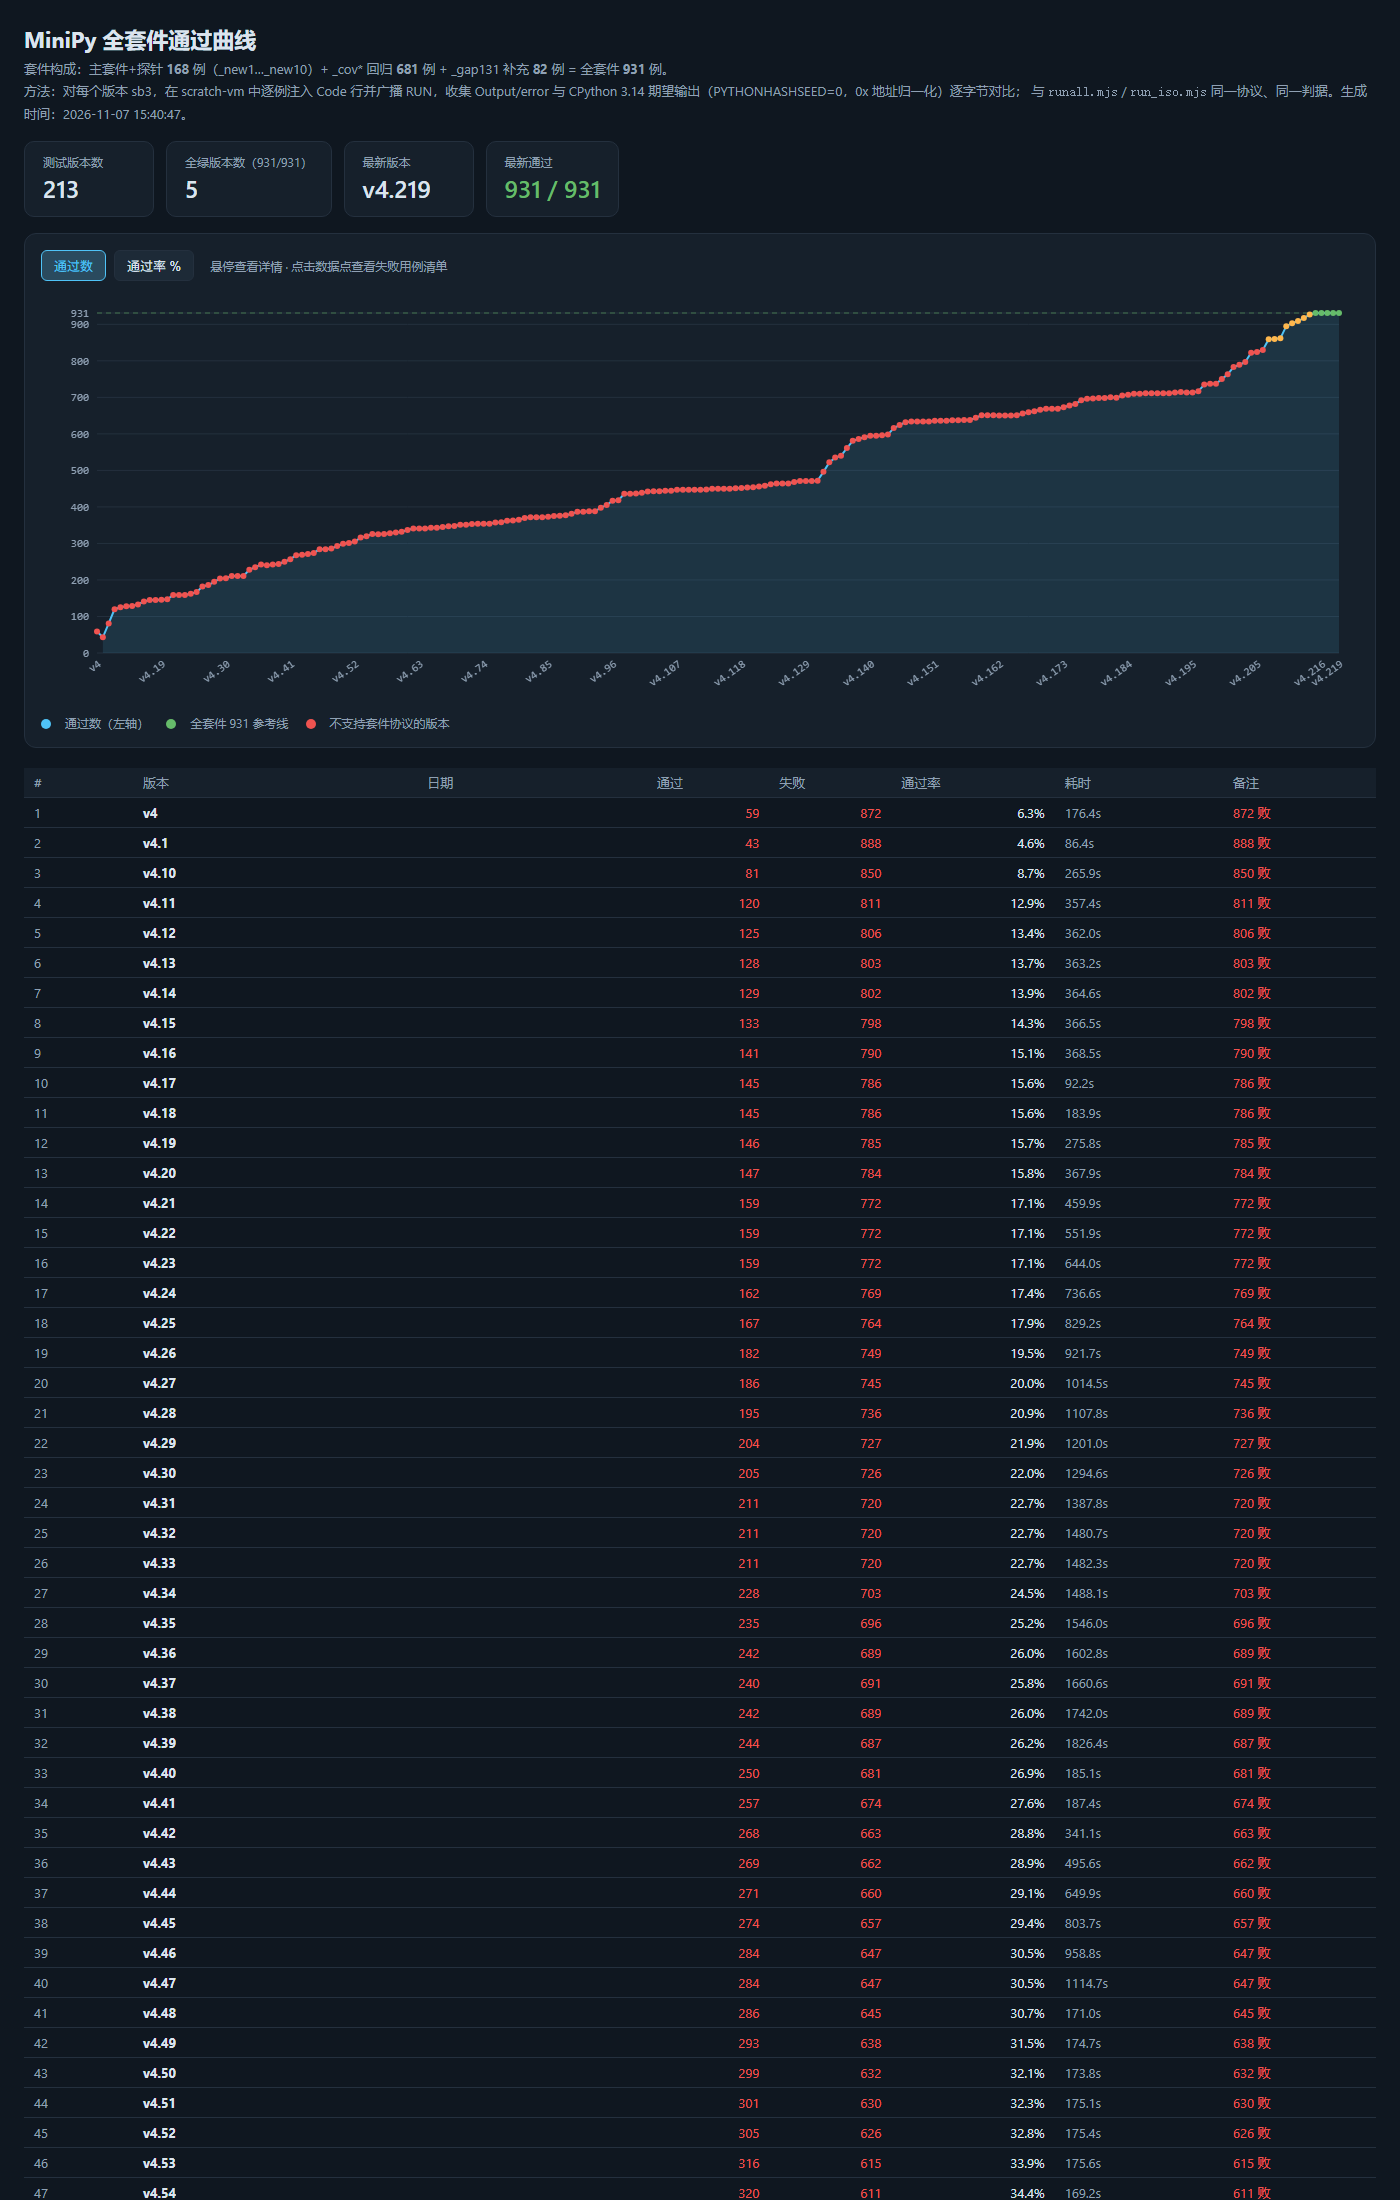 MiniPy 全套件通过曲线
套件构成：主套件+探针 168 例（_new1…_new10）+ _cov* 回归 681 例 + _gap131 补充 82 例 = 全套件 931 例。
方法：对每个版本 sb3，在 scratch-vm 中逐例注入 Code 行并广播 RUN，收集 Output/error 与 CPython 3.14 期望输出（PYTHONHASHSEED=0，0x 地址归一化）逐字节对比； 与 runall.mjs / run_iso.mjs 同一协议、同一判据。生成
时间：2026-11-07 15:40:47。
测试版本数 全绿版本数（931/931） 最新版本 最新通过
213 5 v4.219 931 / 931
通过数 通过率 % 悬停查看详情 · 点击数据点查看失败用例清单
931
900
800
700
600
500
400
300
200
100
0
v4 v4.19 v4.30 v4.41 v4.52 v4.63 v4.74 v4.85 v4.96 v4.107 v4.118 v4.129 v4.140 v4.151 v4.162 v4.173 v4.184 v4.195 v4.205 v4.216 v4.219
通过数（左轴） 全套件 931 参考线 不支持套件协议的版本
# 版本 日期 通过 失败 通过率 耗时 备注
1 v4 59 872 6.3% 176.4s 872 败
2 v4.1 43 888 4.6% 86.4s 888 败
3 v4.10 81 850 8.7% 265.9s 850 败
4 v4.11 120 811 12.9% 357.4s 811 败
5 v4.12 125 806 13.4% 362.0s 806 败
6 v4.13 128 803 13.7% 363.2s 803 败
7 v4.14 129 802 13.9% 364.6s 802 败
8 v4.15 133 798 14.3% 366.5s 798 败
9 v4.16 141 790 15.1% 368.5s 790 败
10 v4.17 145 786 15.6% 92.2s 786 败
11 v4.18 145 786 15.6% 183.9s 786 败
12 v4.19 146 785 15.7% 275.8s 785 败
13 v4.20 147 784 15.8% 367.9s 784 败
14 v4.21 159 772 17.1% 459.9s 772 败
15 v4.22 159 772 17.1% 551.9s 772 败
16 v4.23 159 772 17.1% 644.0s 772 败
17 v4.24 162 769 17.4% 736.6s 769 败
18 v4.25 167 764 17.9% 829.2s 764 败
19 v4.26 182 749 19.5% 921.7s 749 败
20 v4.27 186 745 20.0% 1014.5s 745 败
21 v4.28 195 736 20.9% 1107.8s 736 败
22 v4.29 204 727 21.9% 1201.0s 727 败
23 v4.30 205 726 22.0% 1294.6s 726 败
24 v4.31 211 720 22.7% 1387.8s 720 败
25 v4.32 211 720 22.7% 1480.7s 720 败
26 v4.33 211 720 22.7% 1482.3s 720 败
27 v4.34 228 703 24.5% 1488.1s 703 败
28 v4.35 235 696 25.2% 1546.0s 696 败
29 v4.36 242 689 26.0% 1602.8s 689 败
30 v4.37 240 691 25.8% 1660.6s 691 败
31 v4.38 242 689 26.0% 1742.0s 689 败
32 v4.39 244 687 26.2% 1826.4s 687 败
33 v4.40 250 681 26.9% 185.1s 681 败
34 v4.41 257 674 27.6% 187.4s 674 败
35 v4.42 268 663 28.8% 341.1s 663 败
36 v4.43 269 662 28.9% 495.6s 662 败
37 v4.44 271 660 29.1% 649.9s 660 败
38 v4.45 274 657 29.4% 803.7s 657 败
39 v4.46 284 647 30.5% 958.8s 647 败
40 v4.47 284 647 30.5% 1114.7s 647 败
41 v4.48 286 645 30.7% 171.0s 645 败
42 v4.49 293 638 31.5% 174.7s 638 败
43 v4.50 299 632 32.1% 173.8s 632 败
44 v4.51 301 630 32.3% 175.1s 630 败
45 v4.52 305 626 32.8% 175.4s 626 败
46 v4.53 316 615 33.9% 175.6s 615 败
47 v4.54 320 611 34.4% 169.2s 611 败